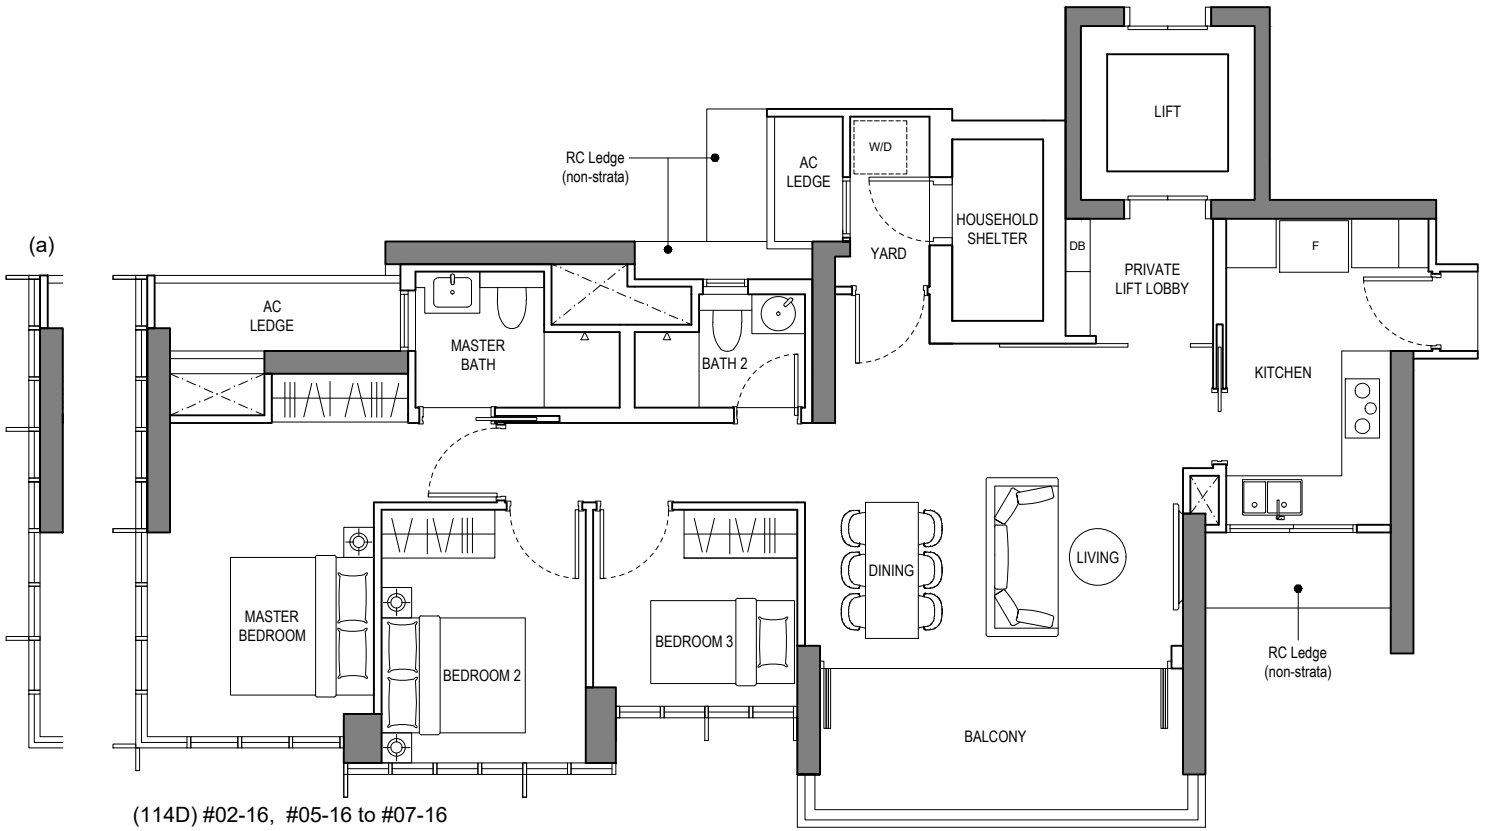 LIFT
W/D
RC Ledge
(non-strata)
AC
LEDGE
HOUSEHOLD
SHELTER
(a)
DB
F
YARD
PRIVATE
LIFT LOBBY
AC
LEDGE
MASTER
BATH
BATH 2
KITCHEN
DINING
LIVING
MASTER
BEDROOM
BEDROOM 3
BEDROOM 2
RC Ledge
(non-strata)
BALCONY
(114D) #02-16, #05-16 to #07-16